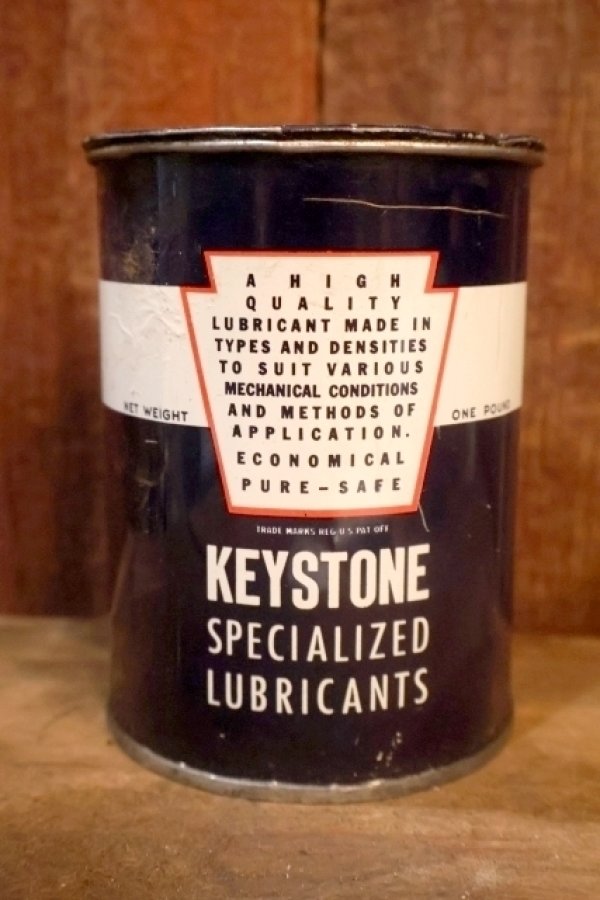 A HIGH
QUALITY
LUBRICANT MADE IN
TYPES AND DENSITIES
TO SUIT VARIOUS
MECHANICAL CONDITIONS
AND METHODS OF
APPLICATION.
ECONOMICAL
PURE-SAFE
NET WEIGHT ONE POUND
TRADE MARKS REG. U.S. PAT. OFF.
KEYSTONE
SPECIALIZED
LUBRICANTS